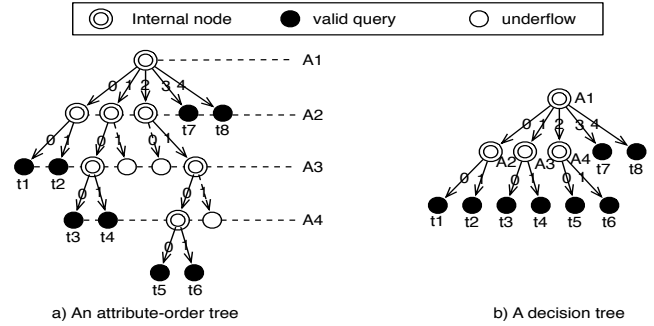 Internal node valid query underflow
A1
0 1 2 3 4
A2
t7 t8
0 1 0 1
A3
t1 t2
0 1 0 1
A4
t3 t4
0 1
t5 t6
a) An attribute-order tree
A1
0 1 2 3 4
A2 A3 A4
t7 t8
0 1 0 1 0 1
t1 t2 t3 t4 t5 t6
b) A decision tree